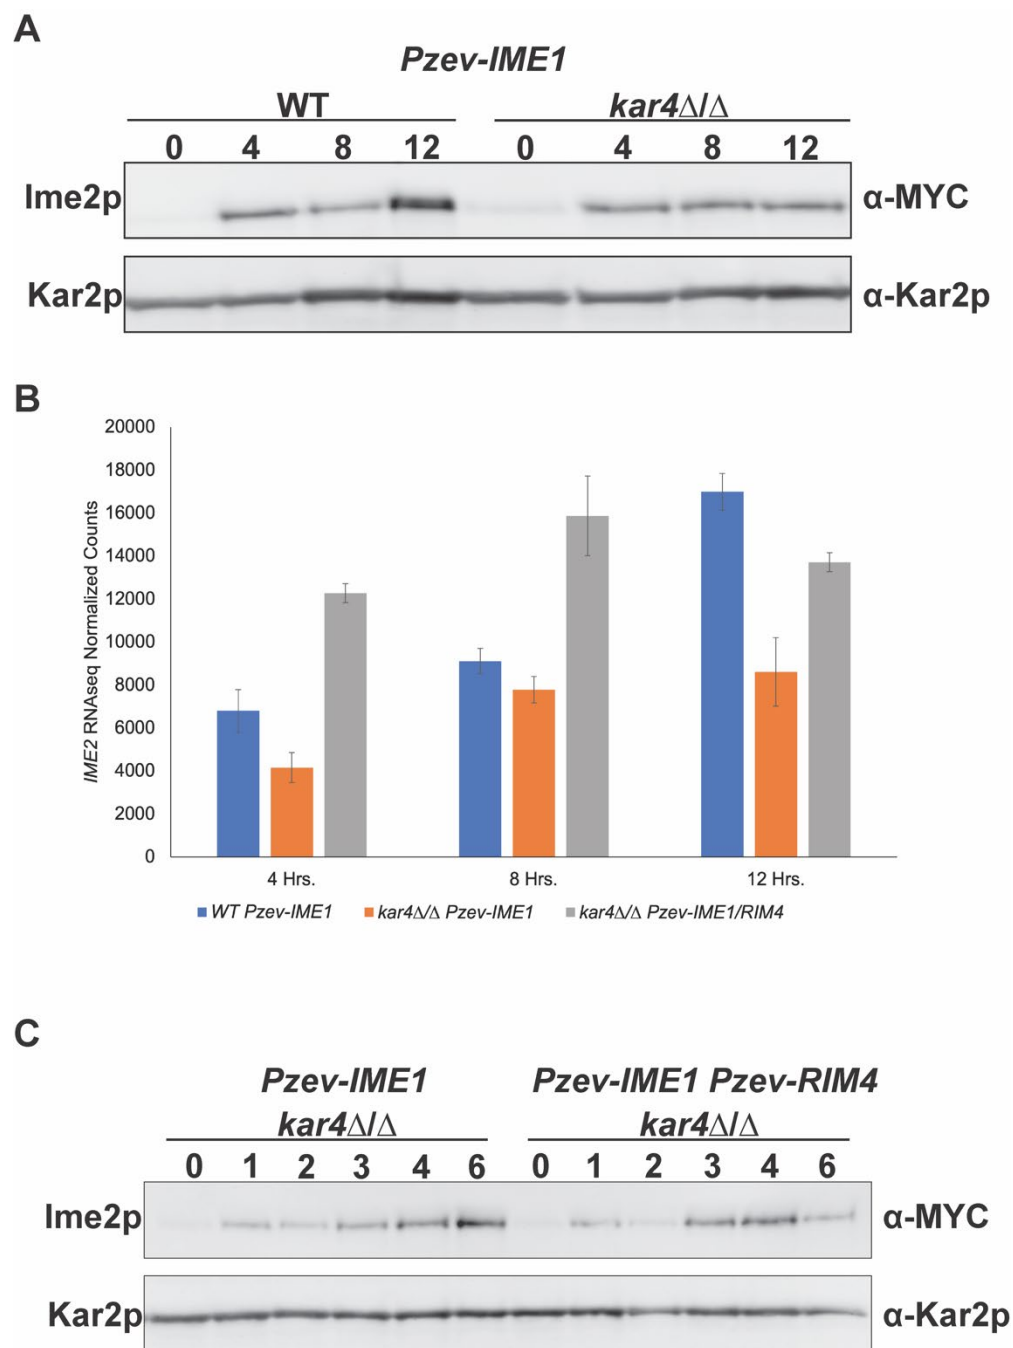 A
Pzev-IME1
WT kar4Δ/Δ
0 4 8 12 0 4 8 12
Ime2p α-MYC
Kar2p α-Kar2p
B
20000
18000
16000
14000
12000
10000
8000
6000
4000
2000
0
IME2 RNAseq Normalized Counts
4 Hrs. 8 Hrs. 12 Hrs.
WT Pzev-IME1 kar4Δ/Δ Pzev-IME1 kar4Δ/Δ Pzev-IME1/RIM4
C
Pzev-IME1 Pzev-IME1 Pzev-RIM4
kar4Δ/Δ kar4Δ/Δ
0 1 2 3 4 6 0 1 2 3 4 6
Ime2p α-MYC
Kar2p α-Kar2p